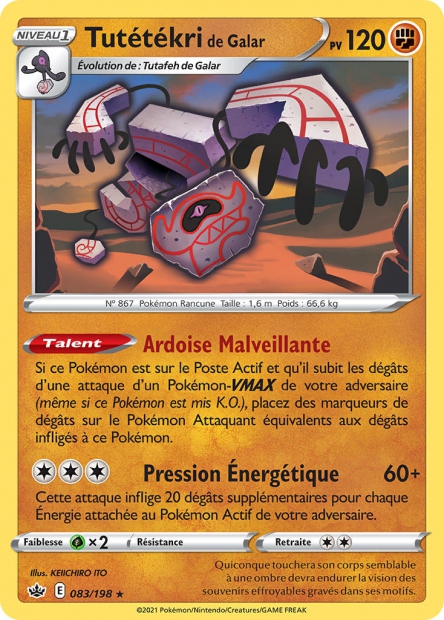 NIVEAU 1
Tutétékri de Galar PV 120
Évolution de : Tutafeh de Galar
N° 867 Pokémon Rancune Taille : 1,6 m Poids : 66,6 kg
Talent Ardoise Malveillante
Si ce Pokémon est sur le Poste Actif et qu'il subit les dégâts
d'une attaque d'un Pokémon-VMAX de votre adversaire
(même si ce Pokémon est mis K.O.), placez des marqueurs de
dégâts sur le Pokémon Attaquant équivalents aux dégâts
infligés à ce Pokémon.
Pression Énergétique 60+
Cette attaque inflige 20 dégâts supplémentaires pour chaque
Énergie attachée au Pokémon Actif de votre adversaire.
Faiblesse ×2 Résistance Retraite
Illus. KEIICHIRO ITO
E 083/198 ★
Quiconque touchera son corps semblable
à une ombre devra endurer la vision des
souvenirs effroyables gravés dans ses motifs.
©2021 Pokémon/Nintendo/Creatures/GAME FREAK